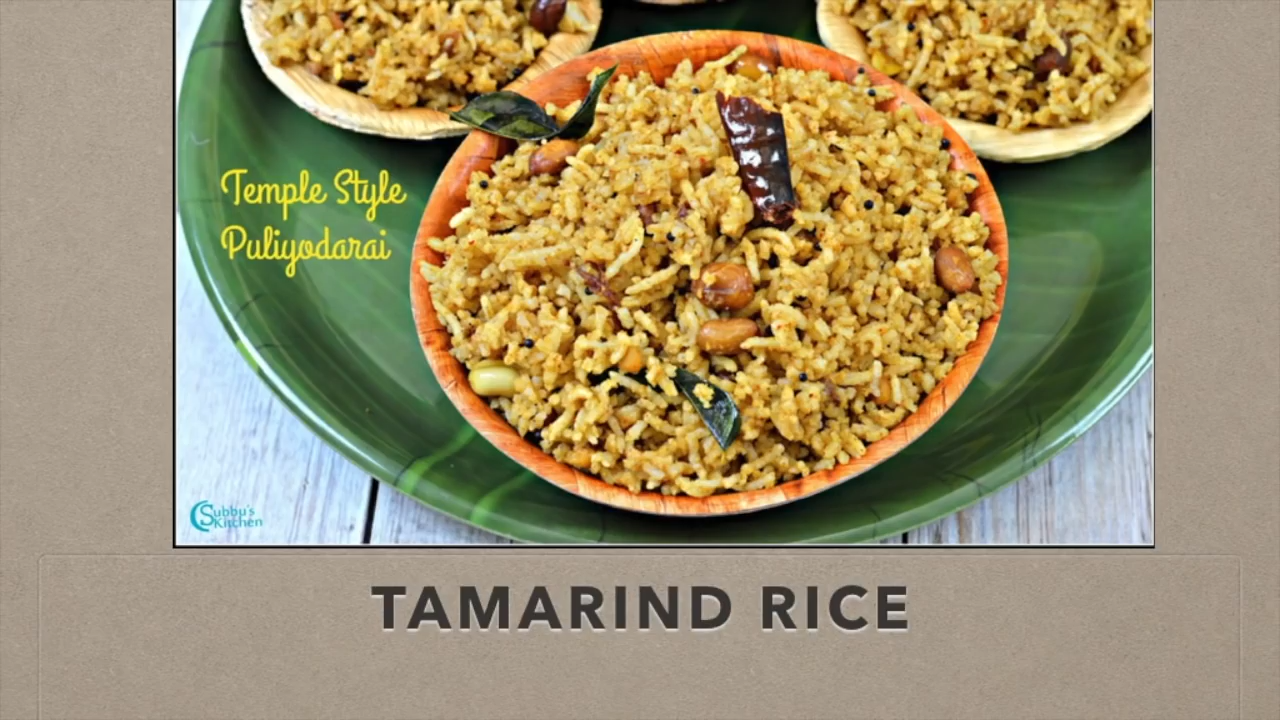 Temple Style
Puliyodarai
Subbu's
Kitchen
TAMARIND RICE